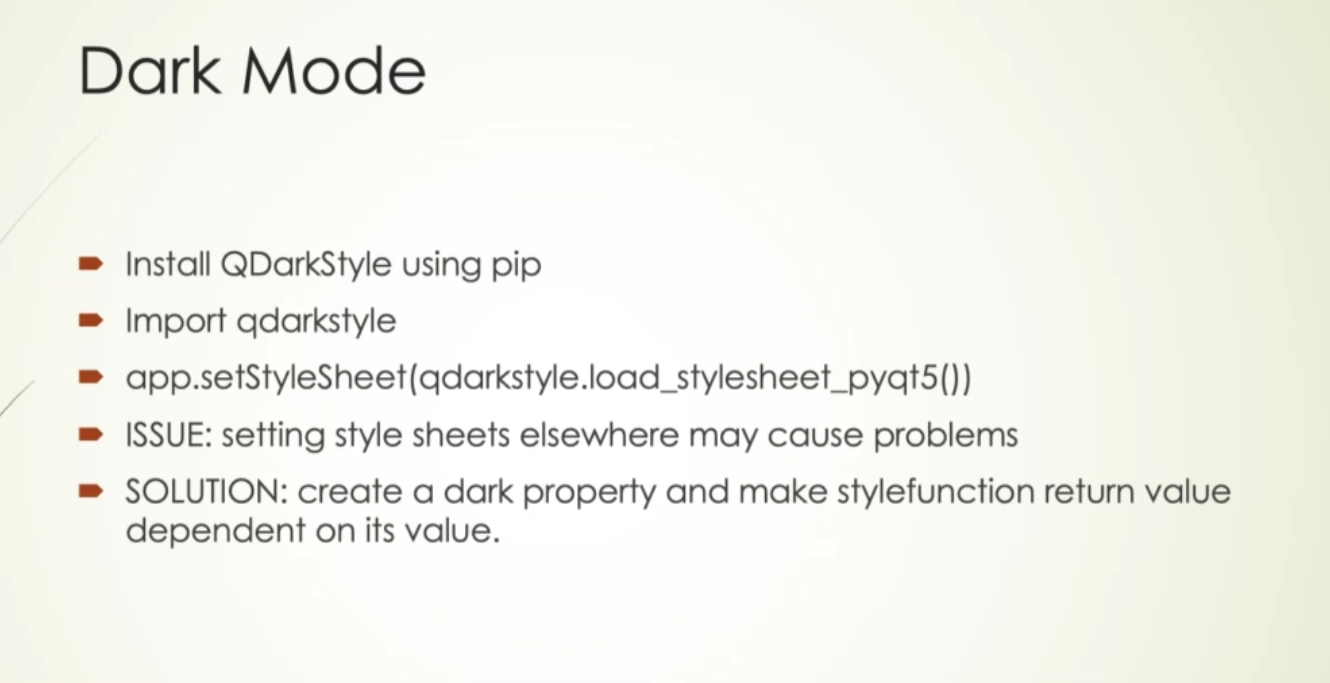 Dark Mode
Install QDarkStyle using pip
Import qdarkstyle
app.setStyleSheet(qdarkstyle.load_stylesheet_pyqt5())
ISSUE: setting style sheets elsewhere may cause problems
SOLUTION: create a dark property and make stylefunction return value
dependent on its value.